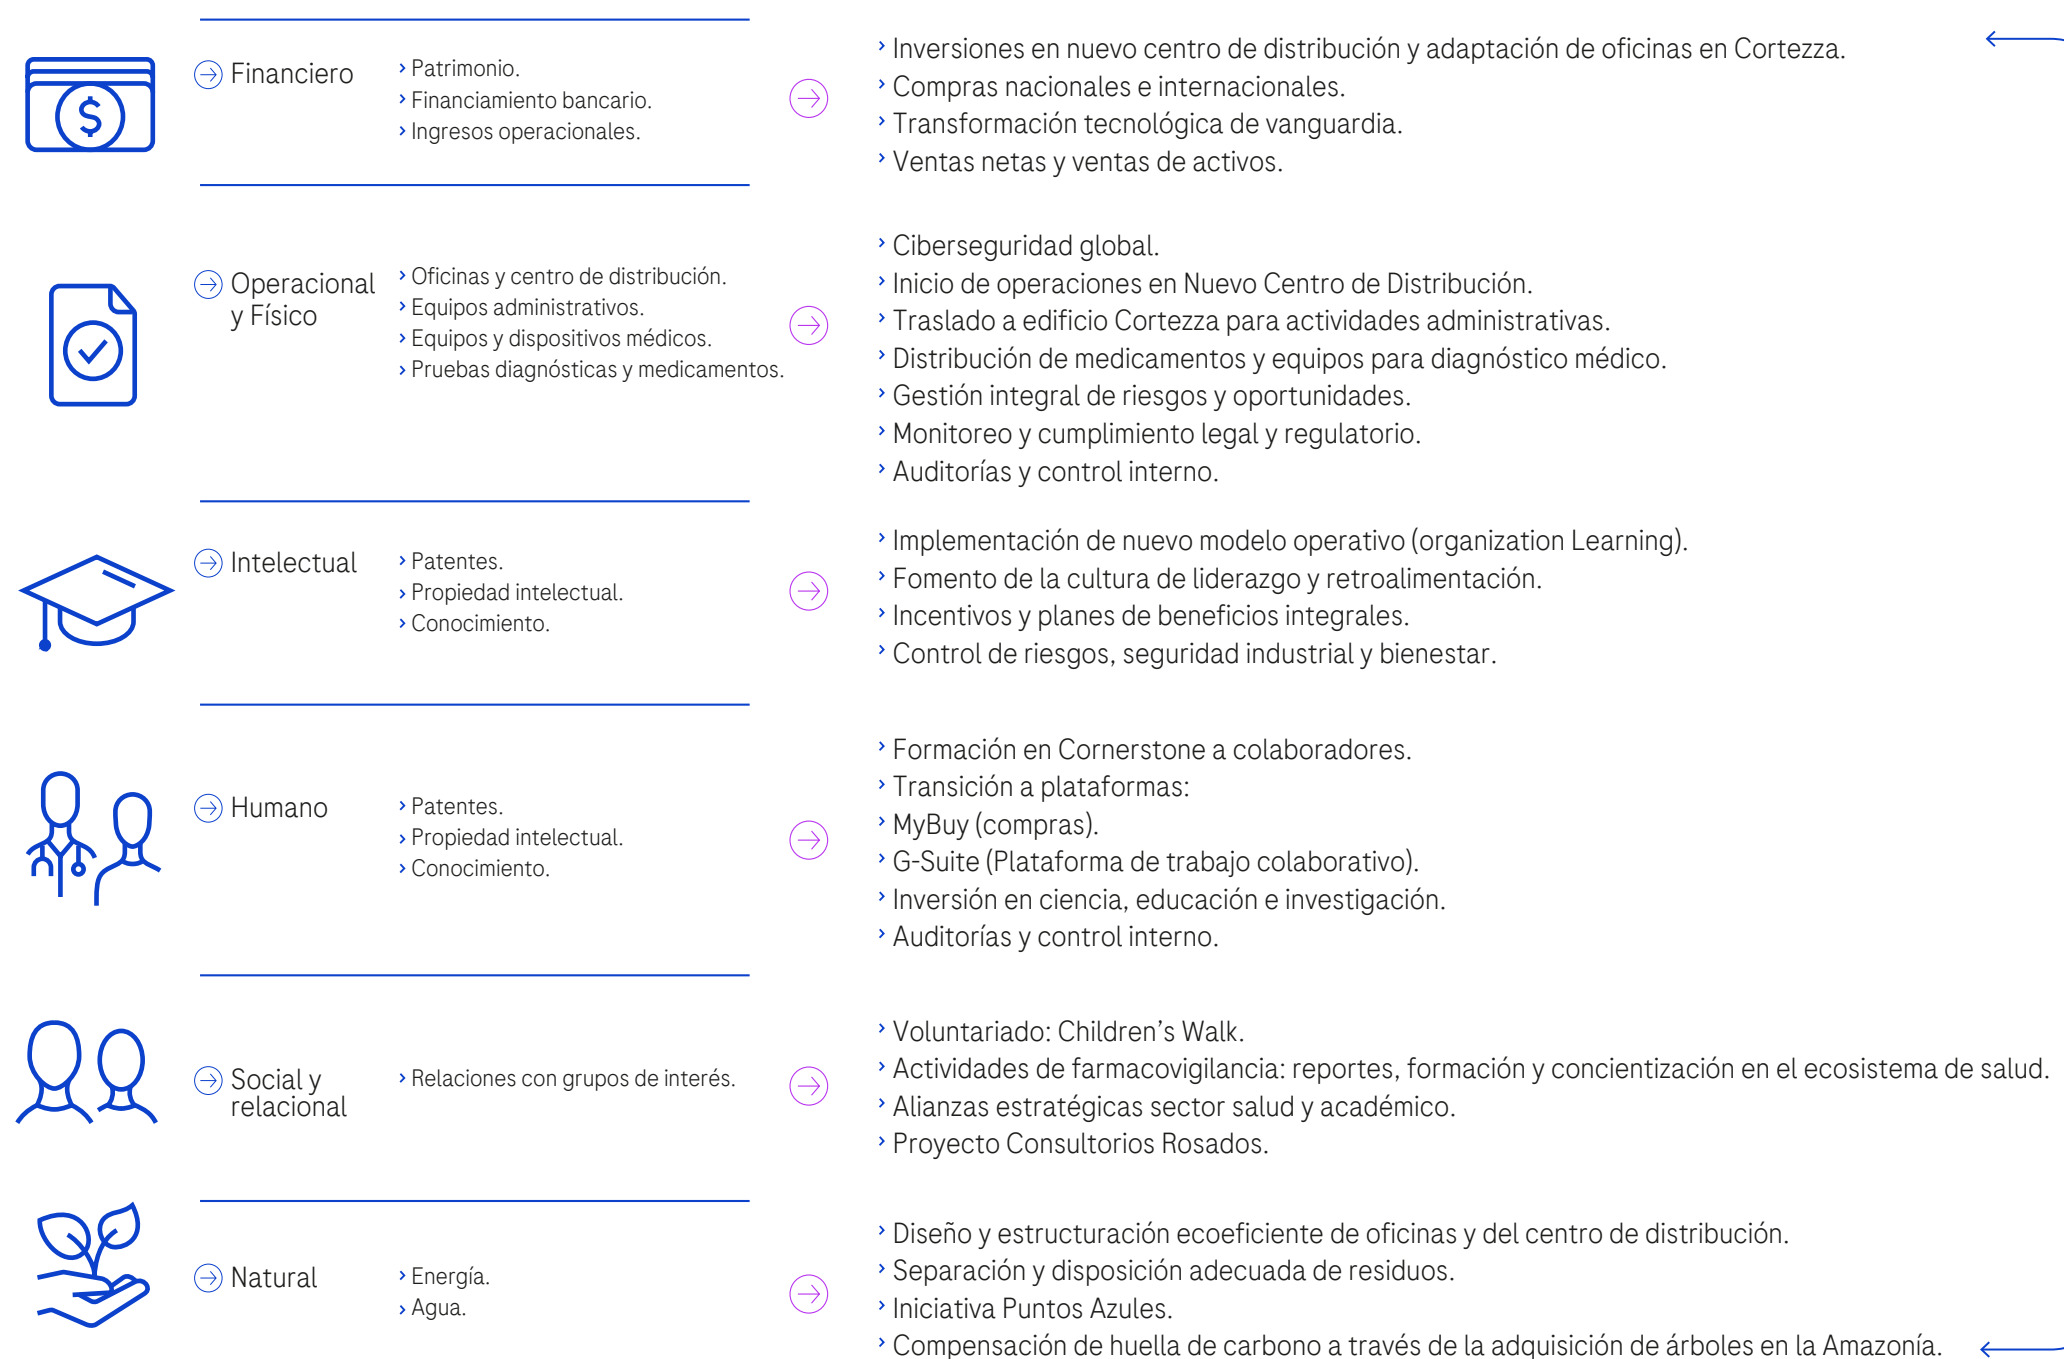 Financiero
Patrimonio.
Financiamiento bancario.
Ingresos operacionales.
Inversiones en nuevo centro de distribución y adaptación de oficinas en Cortezza.
Compras nacionales e internacionales.
Transformación tecnológica de vanguardia.
Ventas netas y ventas de activos.
Operacional
y Físico
Oficinas y centro de distribución.
Equipos administrativos.
Equipos y dispositivos médicos.
Pruebas diagnósticas y medicamentos.
Ciberseguridad global.
Inicio de operaciones en Nuevo Centro de Distribución.
Traslado a edificio Cortezza para actividades administrativas.
Distribución de medicamentos y equipos para diagnóstico médico.
Gestión integral de riesgos y oportunidades.
Monitoreo y cumplimiento legal y regulatorio.
Auditorías y control interno.
Intelectual
Patentes.
Propiedad intelectual.
Conocimiento.
Implementación de nuevo modelo operativo (organization Learning).
Fomento de la cultura de liderazgo y retroalimentación.
Incentivos y planes de beneficios integrales.
Control de riesgos, seguridad industrial y bienestar.
Humano
Patentes.
Propiedad intelectual.
Conocimiento.
Formación en Cornerstone a colaboradores.
Transición a plataformas:
MyBuy (compras).
G-Suite (Plataforma de trabajo colaborativo).
Inversión en ciencia, educación e investigación.
Auditorías y control interno.
Social y
relacional
Relaciones con grupos de interés.
Voluntariado: Children’s Walk.
Actividades de farmacovigilancia: reportes, formación y concientización en el ecosistema de salud.
Alianzas estratégicas sector salud y académico.
Proyecto Consultorios Rosados.
Natural
Energía.
Agua.
Diseño y estructuración ecoeficiente de oficinas y del centro de distribución.
Separación y disposición adecuada de residuos.
Iniciativa Puntos Azules.
Compensación de huella de carbono a través de la adquisición de árboles en la Amazonía.